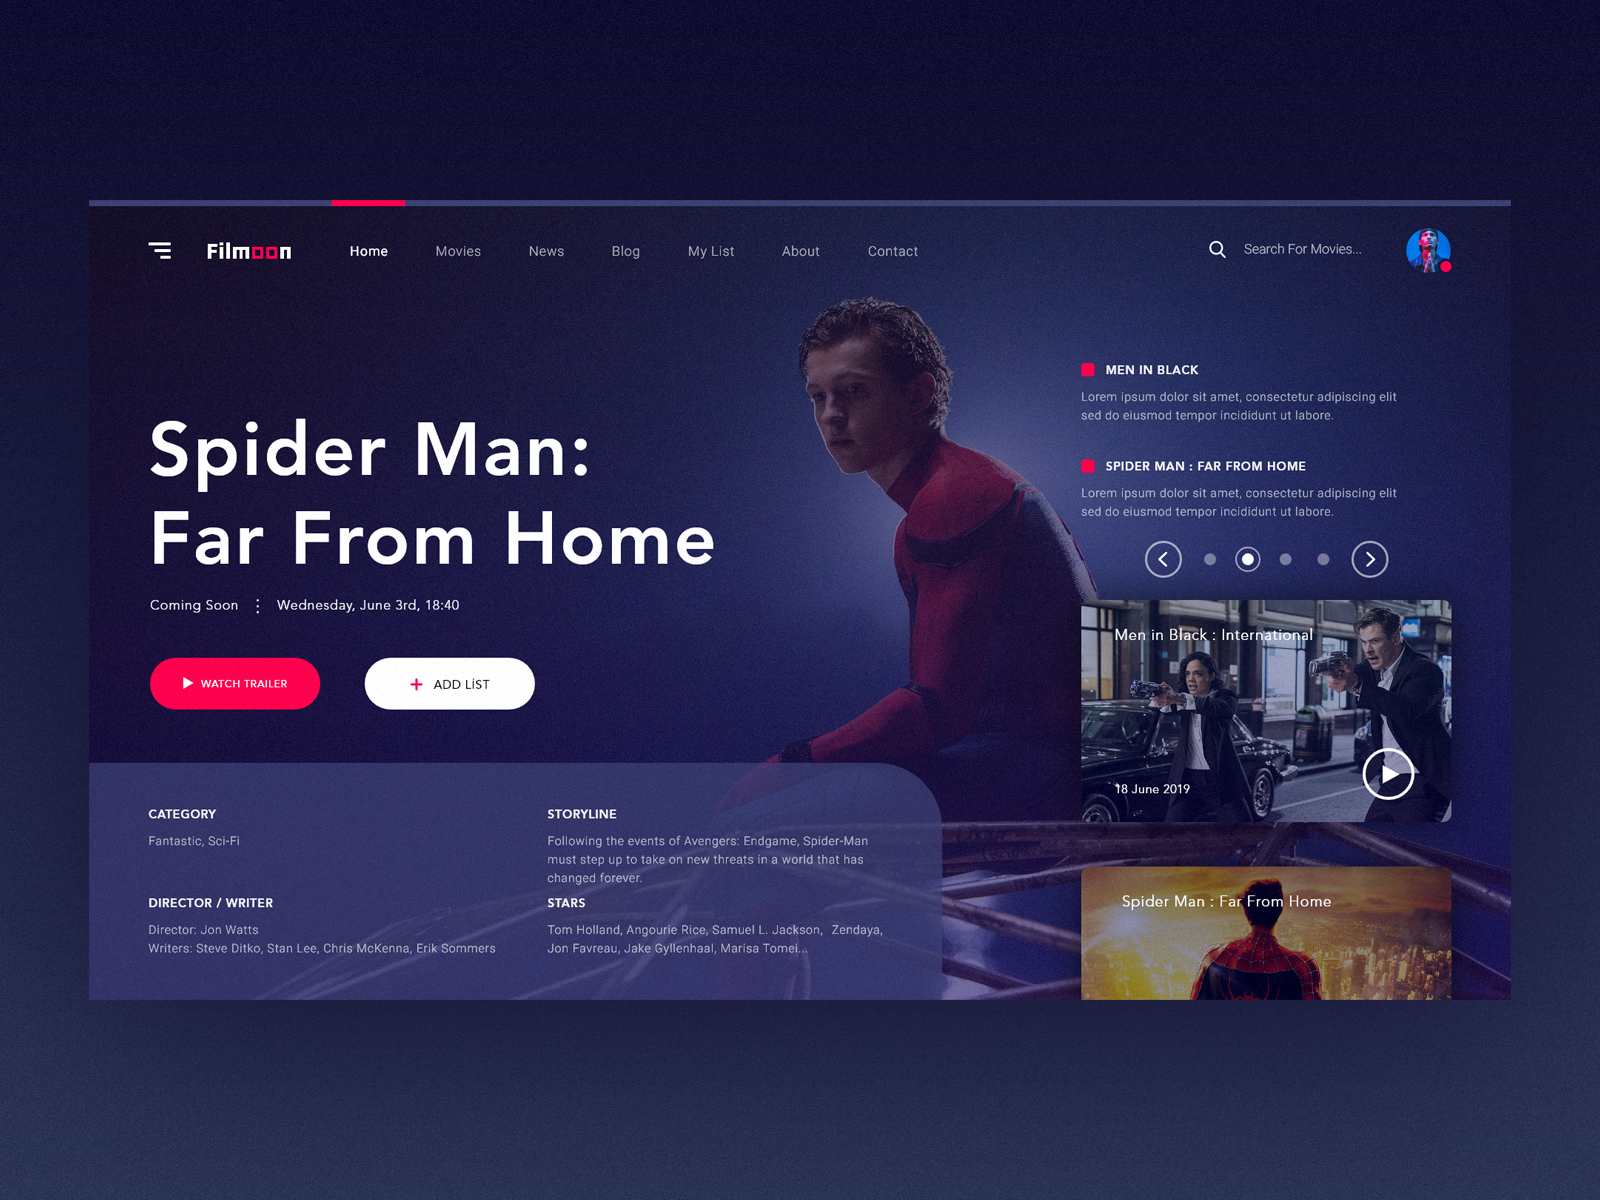 Filmoon
Home
Movies
News
Blog
My List
About
Contact
Search For Movies...
Spider Man:
Far From Home
Coming Soon
Wednesday, June 3rd, 18:40
WATCH TRAILER
ADD LİST
MEN IN BLACK
Lorem ipsum dolor sit amet, consectetur adipiscing elit
sed do eiusmod tempor incididunt ut labore.
SPIDER MAN : FAR FROM HOME
Lorem ipsum dolor sit amet, consectetur adipiscing elit
sed do eiusmod tempor incididunt ut labore.
Men in Black : International
18 June 2019
Spider Man : Far From Home
CATEGORY
Fantastic, Sci-Fi
STORYLINE
Following the events of Avengers: Endgame, Spider-Man
must step up to take on new threats in a world that has
changed forever.
DIRECTOR / WRITER
Director: Jon Watts
Writers: Steve Ditko, Stan Lee, Chris McKenna, Erik Sommers
STARS
Tom Holland, Angourie Rice, Samuel L. Jackson, Zendaya,
Jon Favreau, Jake Gyllenhaal, Marisa Tomei...